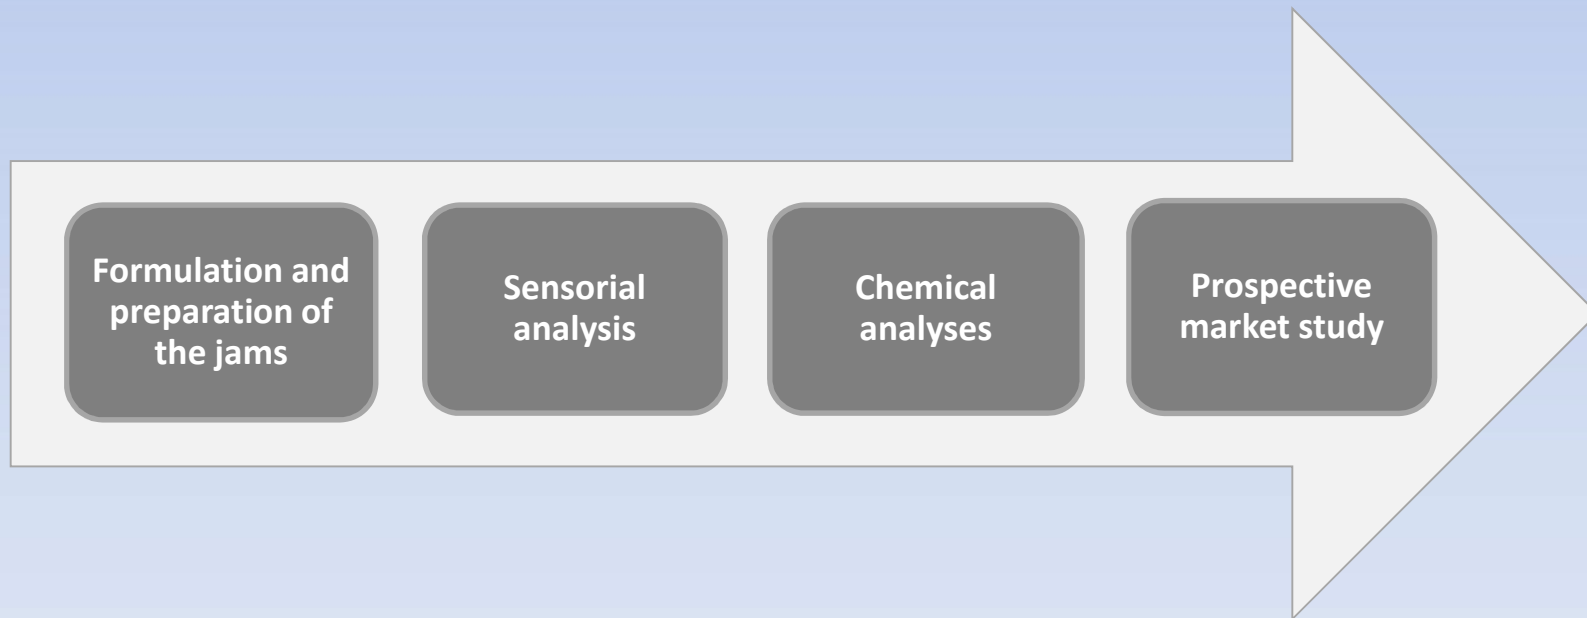 Formulation and
preparation of
the jams
Sensorial
analysis
Chemical
analyses
Prospective
market study